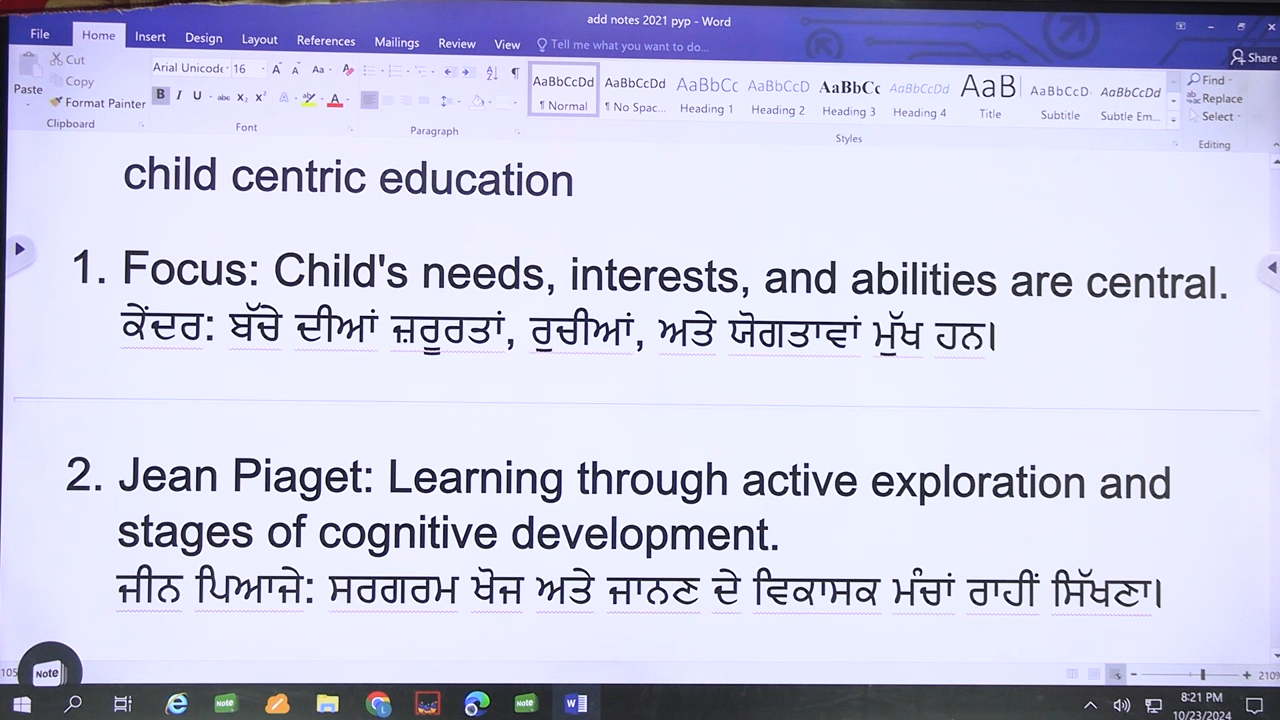 add notes 2021 pyp - Word
File Home Insert Design Layout References Mailings Review View Tell me what you want to do...
Share
Paste
Cut
Copy
Format Painter
Clipboard
Arial Unicode 16
Font
Paragraph
AaBbCcDd AaBbCcDd AaBbCc AaBbCcD AaBbCc AaBbCcDd AaB AaBbCcD AaBbCcDd
¶ Normal ¶ No Spac... Heading 1 Heading 2 Heading 3 Heading 4 Title Subtitle Subtle Em...
Styles
Find
Replace
Select
Editing
child centric education
1. Focus: Child's needs, interests, and abilities are central.
ਕੇਂਦਰ: ਬੱਚੇ ਦੀਆਂ ਜ਼ਰੂਰਤਾਂ, ਰੁਚੀਆਂ, ਅਤੇ ਯੋਗਤਾਵਾਂ ਮੁੱਖ ਹਨ।
2. Jean Piaget: Learning through active exploration and
stages of cognitive development.
ਜੀਨ ਪਿਆਜੇ: ਸਰਗਰਮ ਖੋਜ ਅਤੇ ਜਾਨਣ ਦੇ ਵਿਕਾਸਕ ਮੰਚਾਂ ਰਾਹੀਂ ਸਿੱਖਣਾ।
Note
Note
Note
8:21 PM
10/23/2024